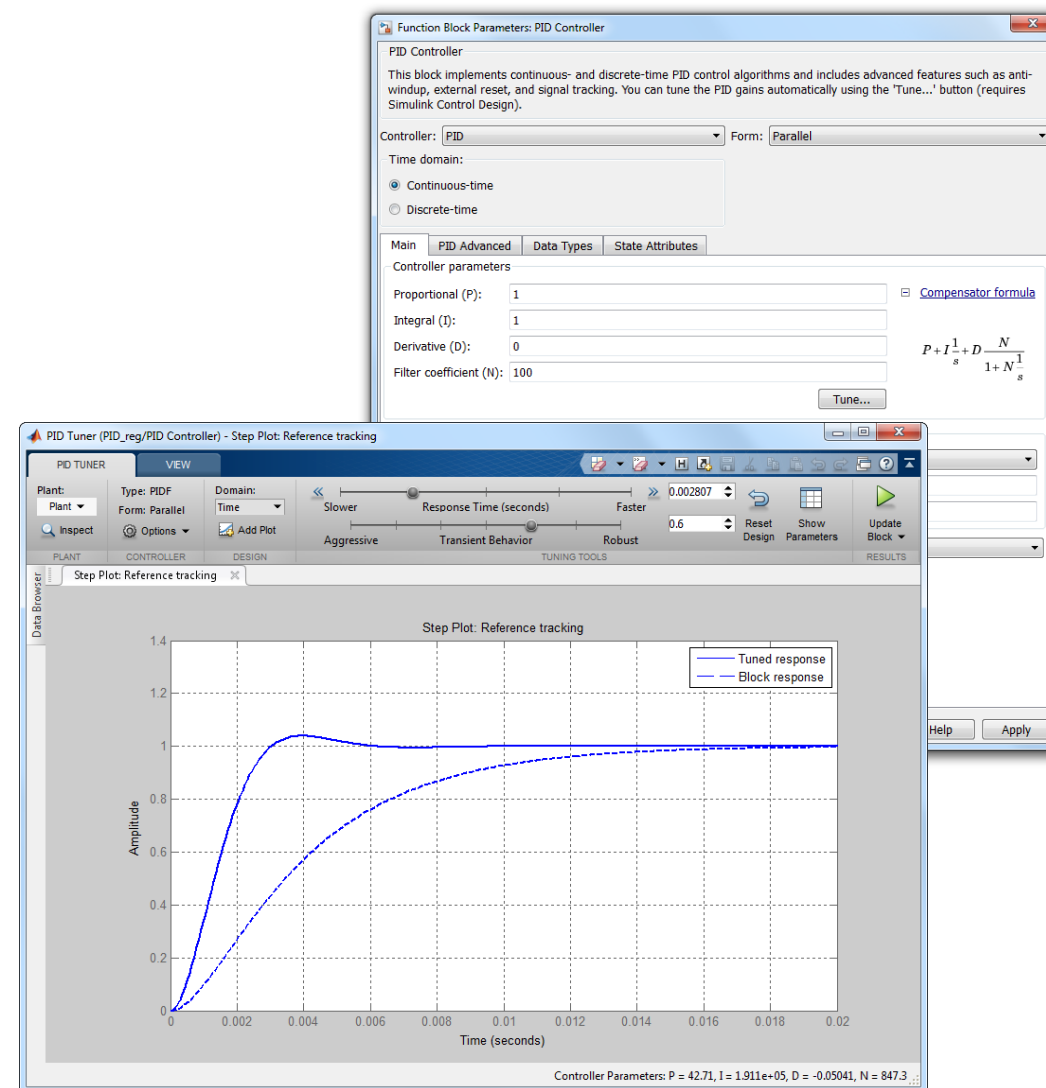 Function Block Parameters: PID Controller
PID Controller
This block implements continuous- and discrete-time PID control algorithms and includes advanced features such as anti-
windup, external reset, and signal tracking. You can tune the PID gains automatically using the 'Tune...' button (requires
Simulink Control Design).
Controller: PID Form: Parallel
Time domain:
Continuous-time
Discrete-time
Main PID Advanced Data Types State Attributes
Controller parameters
Proportional (P): 1
Compensator formula
Integral (I): 1
Derivative (D): 0
P+I 1/s +D N/(1+N 1/s)
Filter coefficient (N): 100
Tune...
PID Tuner (PID_reg/PID Controller) - Step Plot: Reference tracking
PID TUNER VIEW
Plant: Type: PIDF Domain:
Plant Form: Parallel Time
Inspect Options Add Plot
Slower Response Time (seconds) Faster 0.002807
Aggressive Transient Behavior Robust 0.6
Reset Design
Show Parameters
Update Block
PLANT CONTROLLER DESIGN TUNING TOOLS RESULTS
Data Browser
Step Plot: Reference tracking
Step Plot: Reference tracking
Tuned response
Block response
1.4
1.2
1
0.8
0.6
0.4
0.2
0
Amplitude
0 0.002 0.004 0.006 0.008 0.01 0.012 0.014 0.016 0.018 0.02
Time (seconds)
Controller Parameters: P = 42.71, I = 1.911e+05, D = -0.05041, N = 847.3
Help Apply